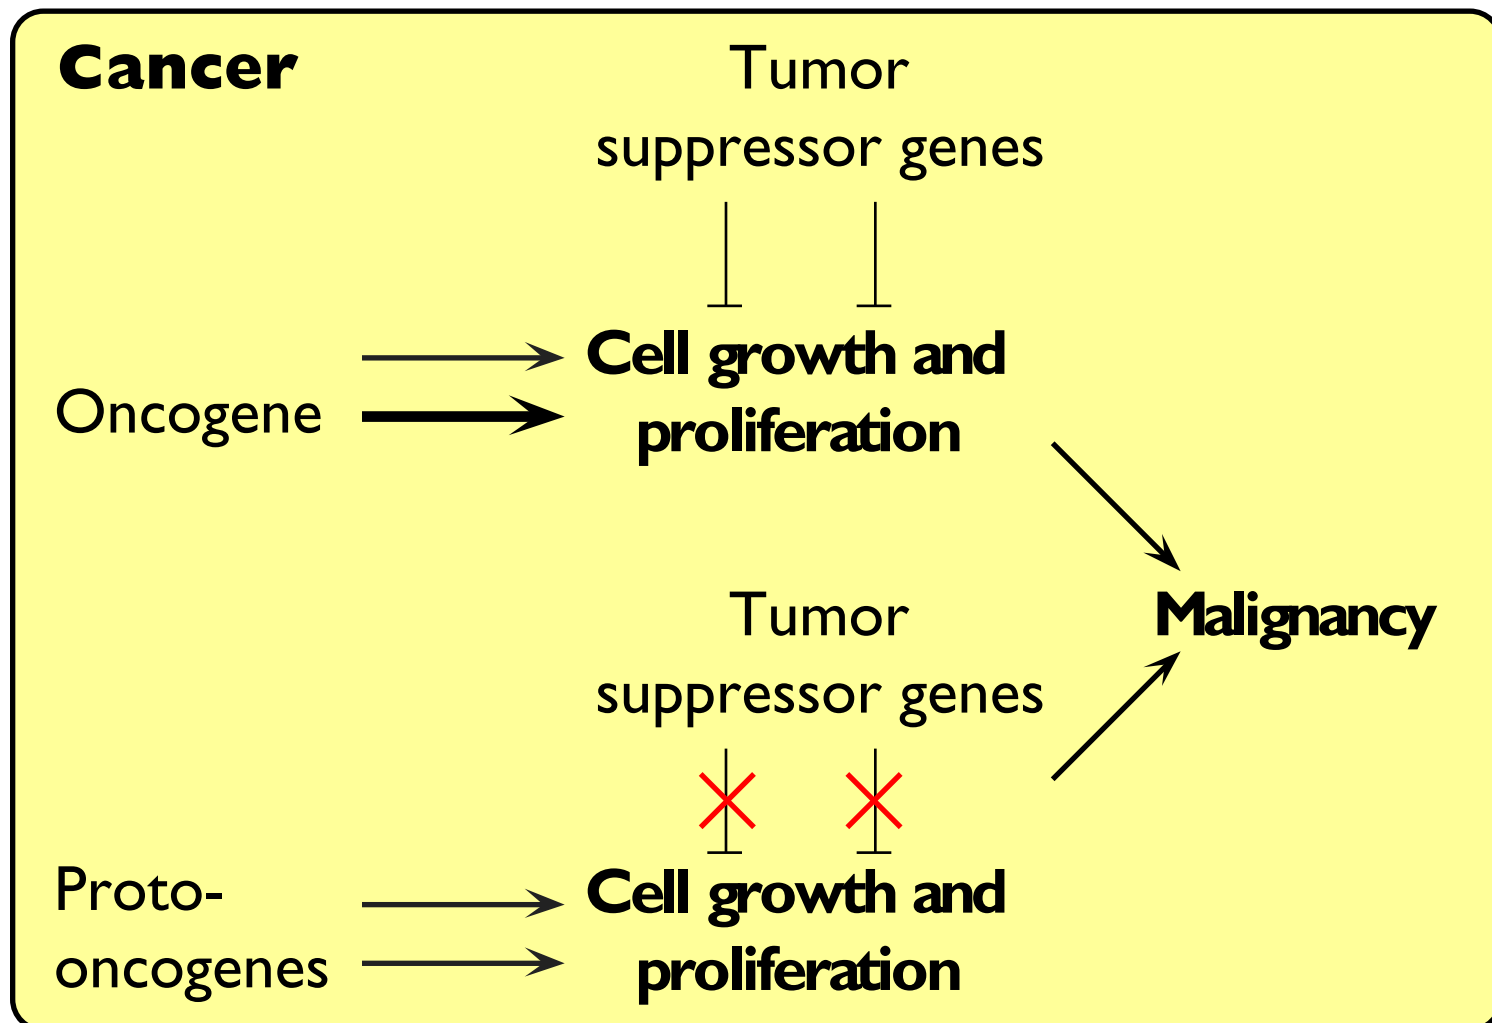 Cancer
Tumor
suppressor genes
Cell growth and
Oncogene
proliferation
Tumor
Malignancy
suppressor genes
Proto-
Cell growth and
oncogenes
proliferation